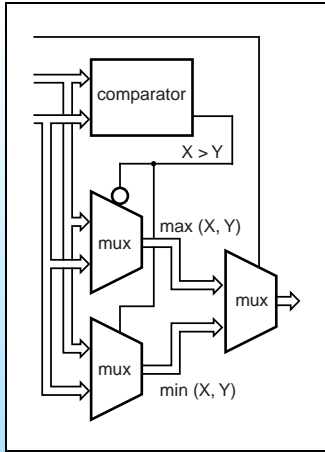 comparator
X > Y
mux
max (X, Y)
mux
mux
min (X, Y)